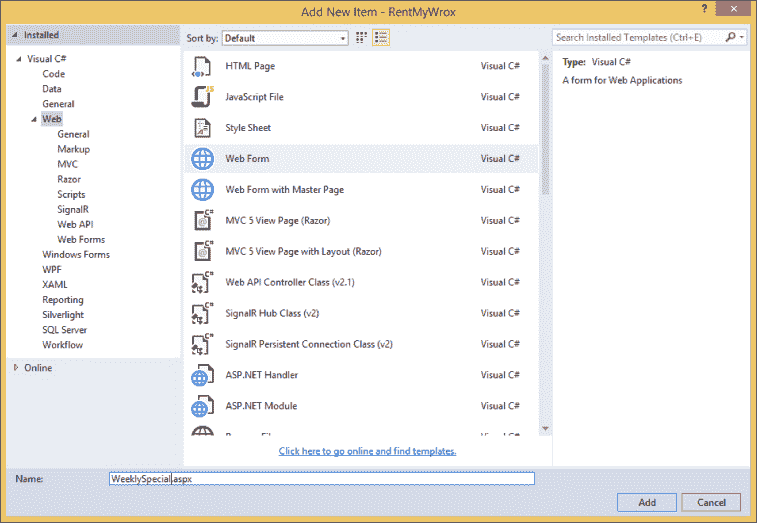 Add New Item - RentMyWrox
Installed
Sort by: Default
Search Installed Templates (Ctrl+E)
Visual C#
Code
Data
General
Web
General
Markup
MVC
Razor
Scripts
SignalR
Web API
Web Forms
Windows Forms
WPF
XAML
Reporting
Silverlight
SQL Server
Workflow
Online
HTML Page Visual C#
JavaScript File Visual C#
Style Sheet Visual C#
Web Form Visual C#
Web Form with Master Page Visual C#
MVC 5 View Page (Razor) Visual C#
MVC 5 View Page with Layout (Razor) Visual C#
Web API Controller Class (v2.1) Visual C#
SignalR Hub Class (v2) Visual C#
SignalR Persistent Connection Class (v2) Visual C#
ASP.NET Handler Visual C#
ASP.NET Module Visual C#
Click here to go online and find templates.
Type: Visual C#
A form for Web Applications
Name: WeeklySpecial.aspx
Add Cancel